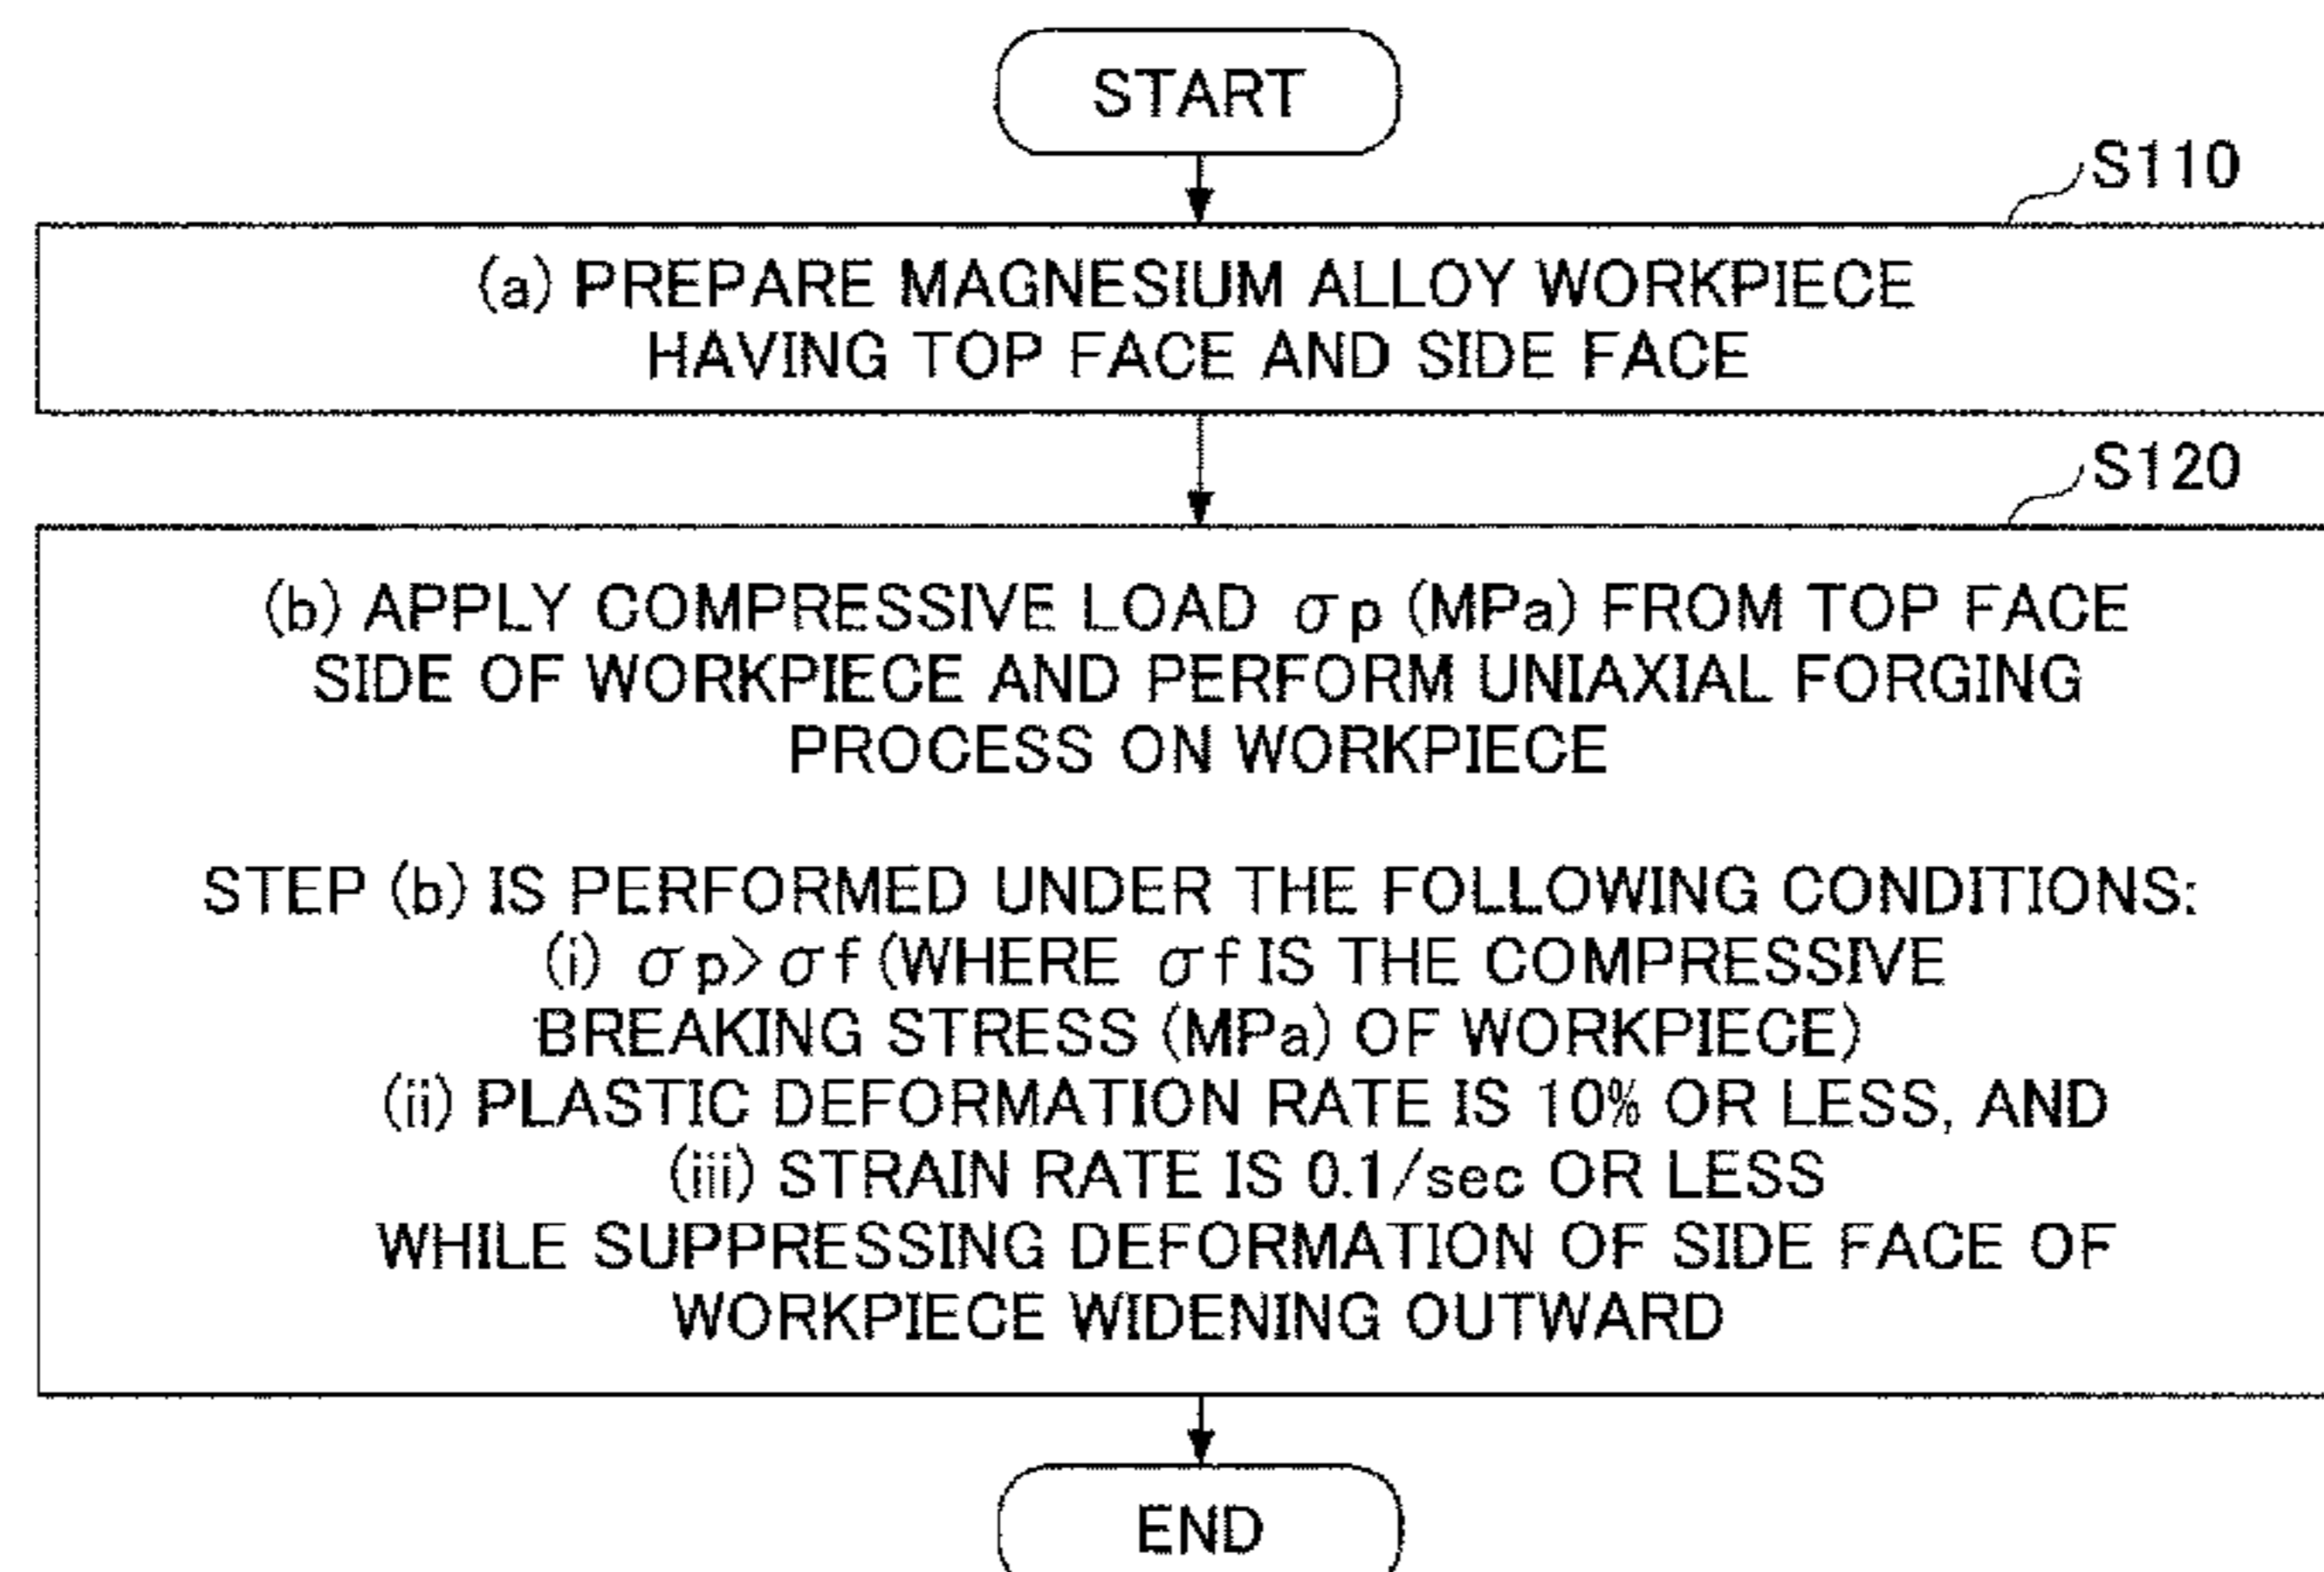 START
S110
(a) PREPARE MAGNESIUM ALLOY WORKPIECE
HAVING TOP FACE AND SIDE FACE
S120
(b) APPLY COMPRESSIVE LOAD σp (MPa) FROM TOP FACE
SIDE OF WORKPIECE AND PERFORM UNIAXIAL FORGING
PROCESS ON WORKPIECE
STEP (b) IS PERFORMED UNDER THE FOLLOWING CONDITIONS:
(i) σp>σf (WHERE σf IS THE COMPRESSIVE
BREAKING STRESS (MPa) OF WORKPIECE)
(ii) PLASTIC DEFORMATION RATE IS 10% OR LESS, AND
(iii) STRAIN RATE IS 0.1/sec OR LESS
WHILE SUPPRESSING DEFORMATION OF SIDE FACE OF
WORKPIECE WIDENING OUTWARD
END